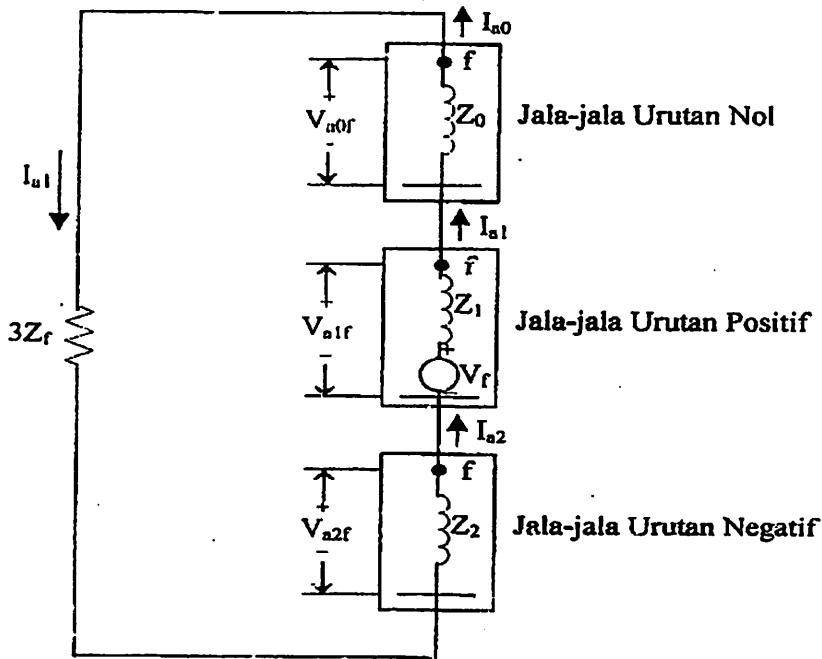 I_a0
f
+
V_a0f
-
Z_0
Jala-jala Urutan Nol
I_a1
I_a1
f
+
V_a1f
-
Z_1
+
V_f
-
Jala-jala Urutan Positif
3Z_f
I_a2
f
+
V_a2f
-
Z_2
Jala-jala Urutan Negatif